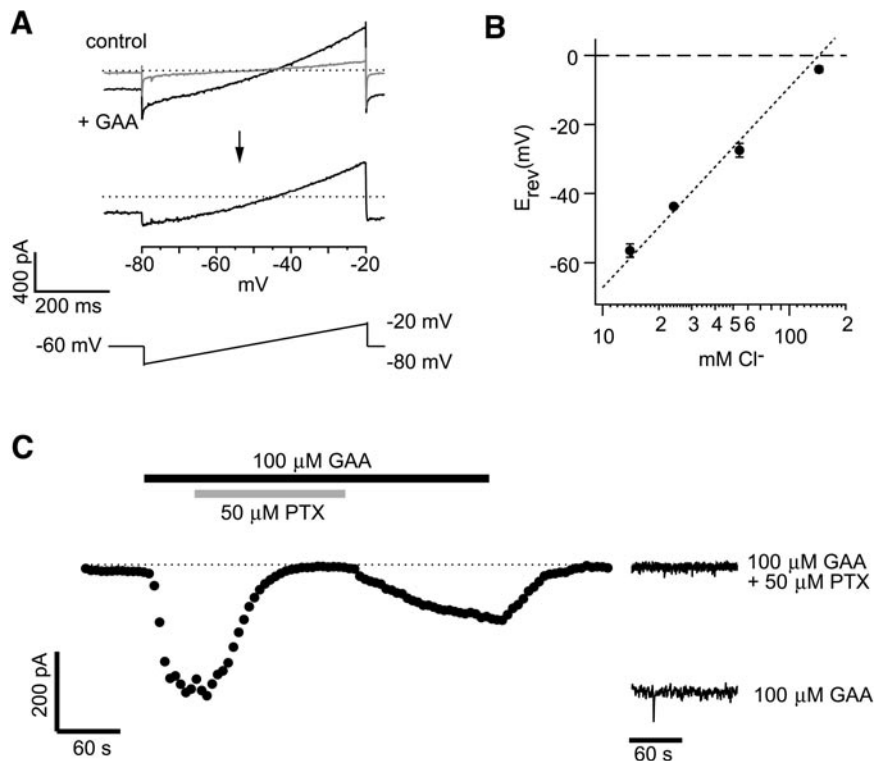 A
control
+ GAA
-80 -60 -40 -20
mV
400 pA
200 ms
-60 mV
-20 mV
-80 mV
B
E_rev(mV)
0
-20
-40
-60
10 2 3 4 5 6 100 2
mM Cl⁻
C
100 μM GAA
50 μM PTX
200 pA
60 s
100 μM GAA
+ 50 μM PTX
100 μM GAA
60 s